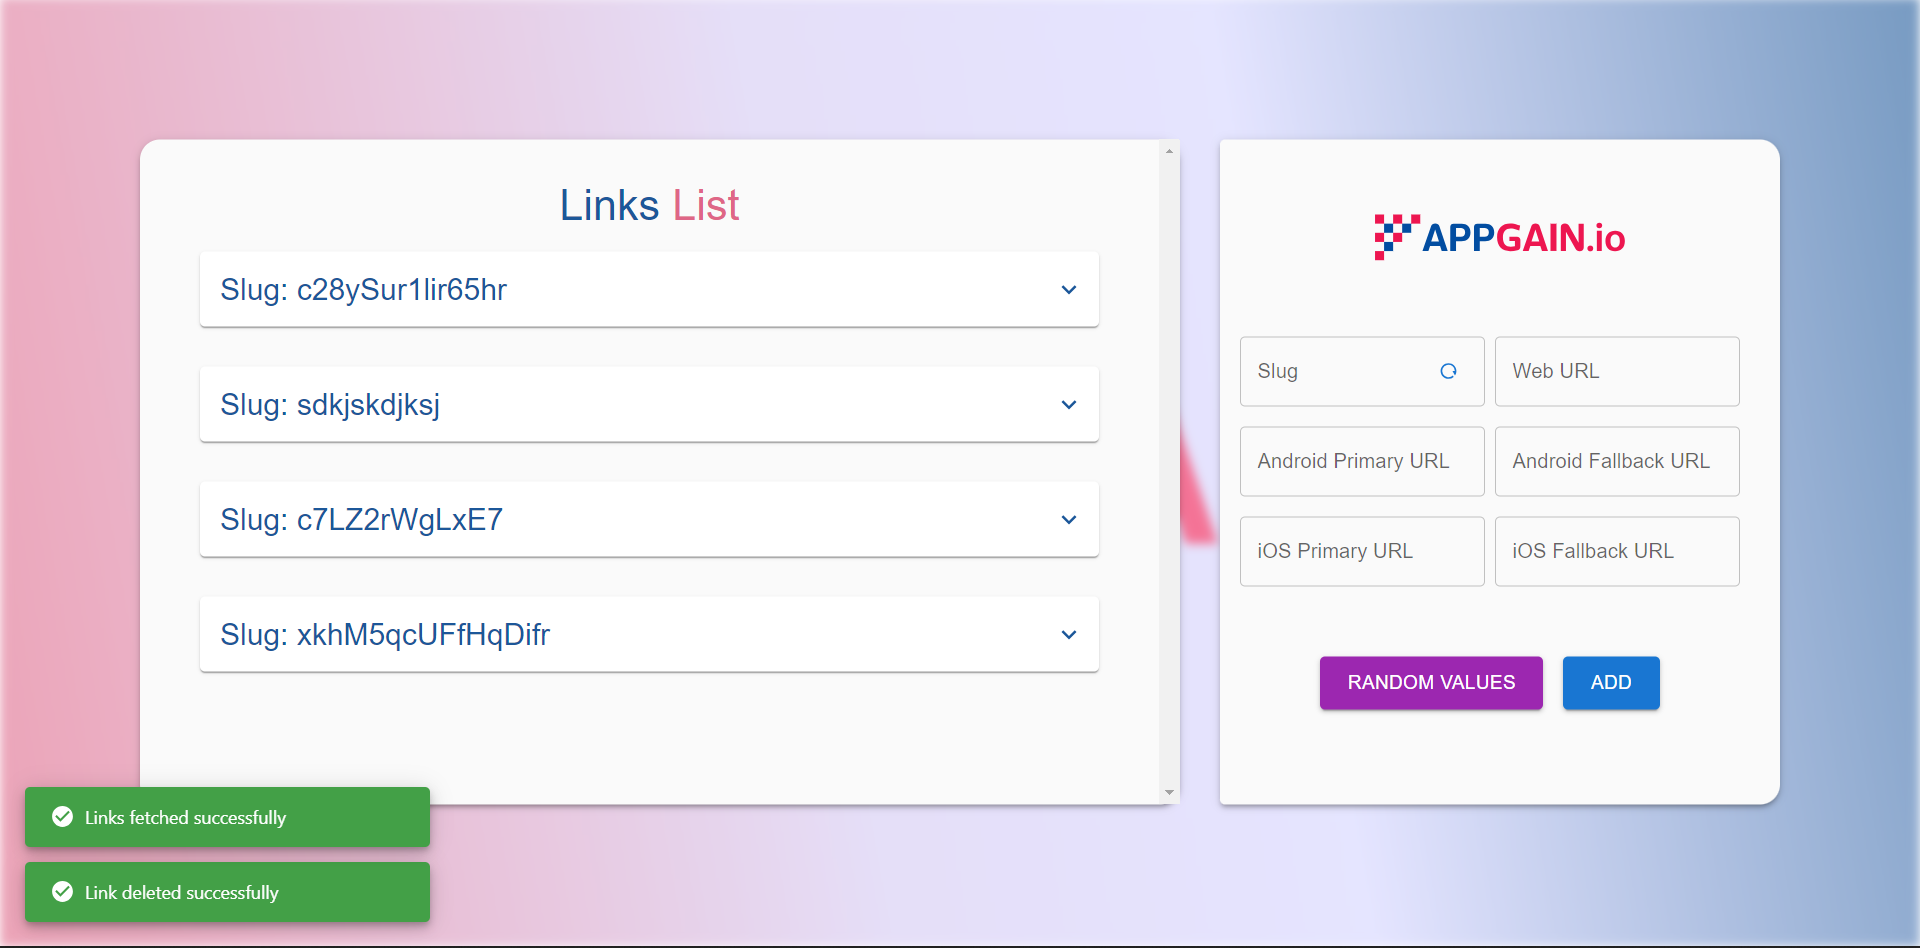 Links List
Slug: c28ySur1lir65hr
Slug: sdkjskdjksj
Slug: c7LZ2rWgLxE7
Slug: xkhM5qcUFfHqDifr
APPGAIN.io
Slug
Web URL
Android Primary URL
Android Fallback URL
iOS Primary URL
iOS Fallback URL
RANDOM VALUES
ADD
Links fetched successfully
Link deleted successfully